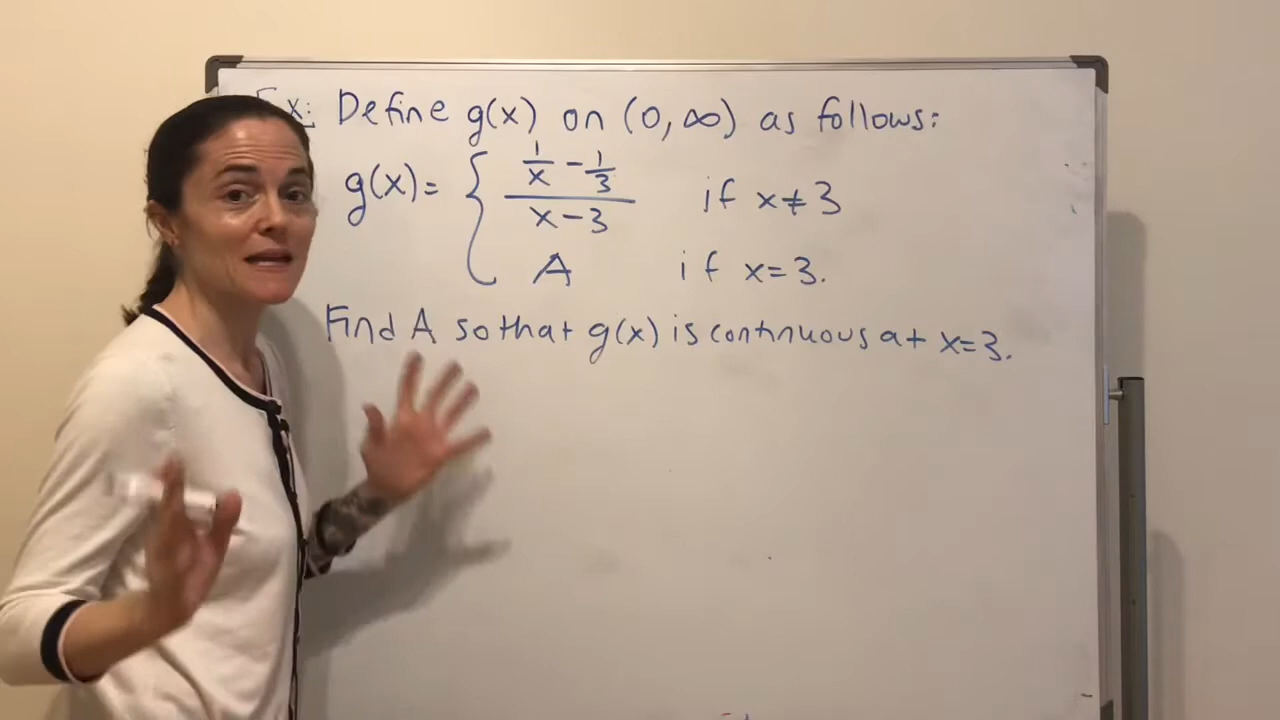 Ex: Define g(x) on (0, ∞) as follows:
g(x) = { (1/x - 1/3)/(x - 3) if x ≠ 3
A if x = 3.
Find A so that g(x) is continuous at x = 3.